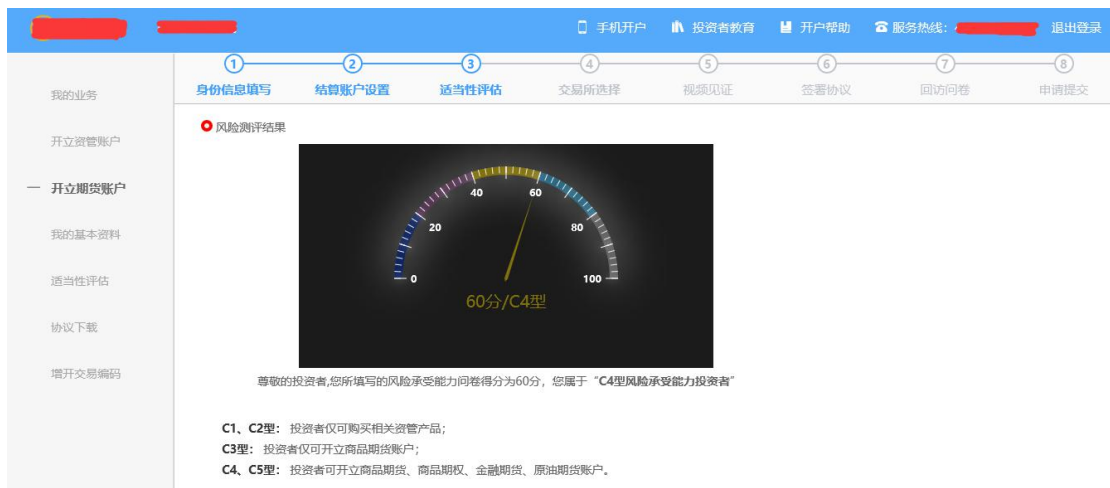 手机开户 投资者教育 开户帮助 服务热线: 退出登录
1 2 3 4 5 6 7 8
身份信息填写 结算账户设置 适当性评估 交易所选择 视频见证 签署协议 回访问卷 申请提交
我的业务
开立资管账户
开立期货账户
我的基本资料
适当性评估
协议下载
增开交易编码
风险测评结果
0
20
40
60
80
100
60分/C4型
尊敬的投资者,您所填写的风险承受能力问卷得分为60分，您属于“C4型风险承受能力投资者”
C1、C2型：投资者仅可购买相关资管产品；
C3型：投资者仅可开立商品期货账户；
C4、C5型：投资者可开立商品期货、商品期权、金融期货、原油期货账户。